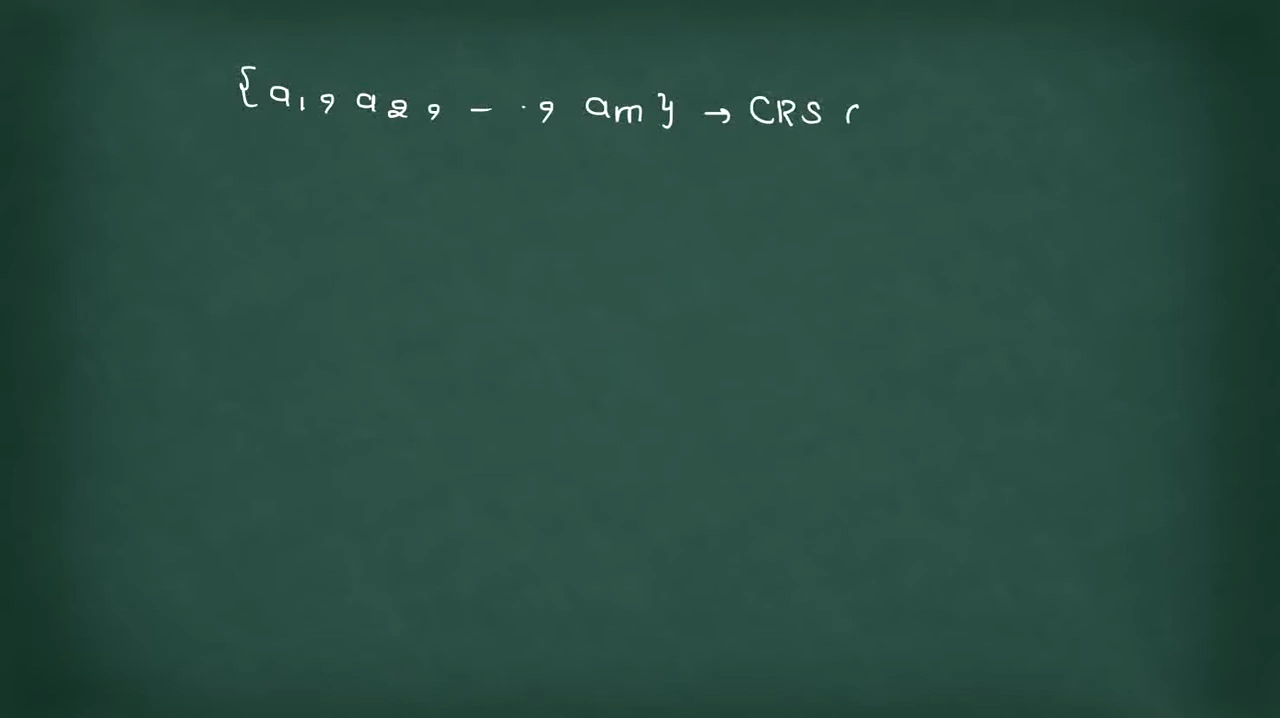 {a₁, a₂, - ., am} → CRS